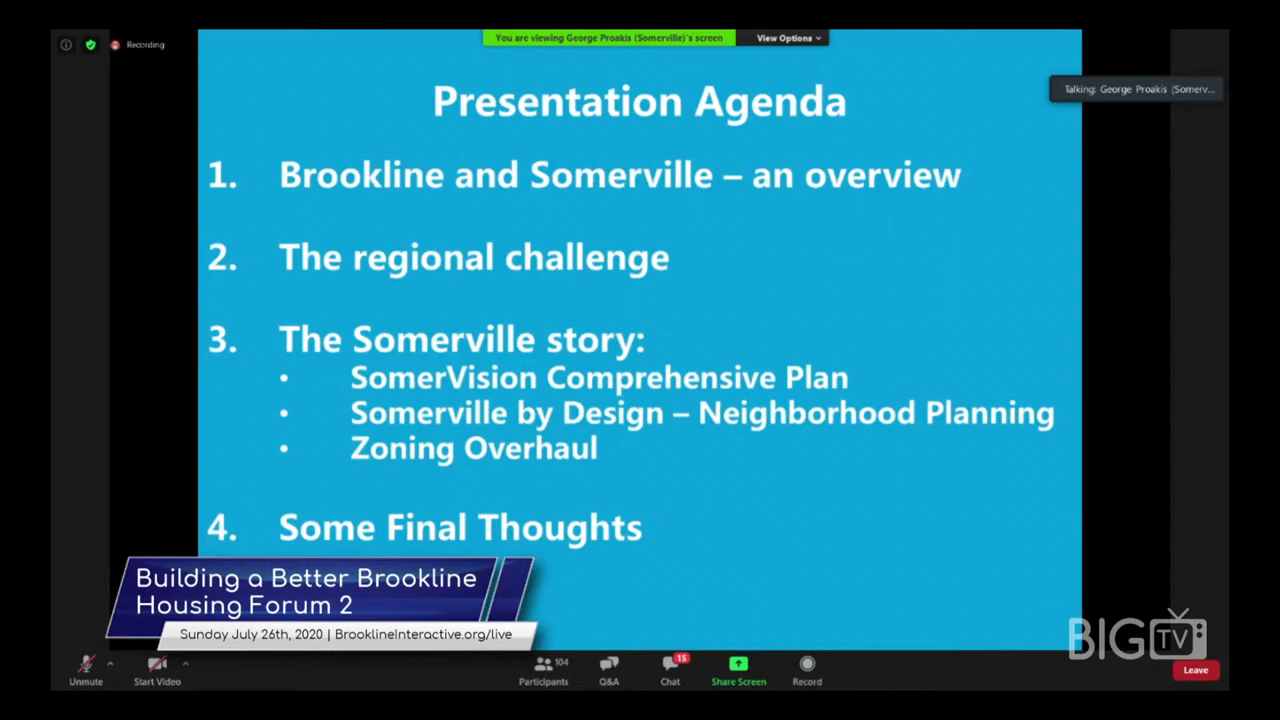 Recording
You are viewing George Proakis (Somerville)'s screen
View Options
Talking: George Proakis (Somerv...
Presentation Agenda
1. Brookline and Somerville – an overview
2. The regional challenge
3. The Somerville story:
• SomerVision Comprehensive Plan
• Somerville by Design – Neighborhood Planning
• Zoning Overhaul
4. Some Final Thoughts
Building a Better Brookline
Housing Forum 2
Sunday July 26th, 2020 | BrooklineInteractive.org/live
BIG TV
Unmute
Start Video
104
Participants
Q&A
15
Chat
Share Screen
Record
Leave